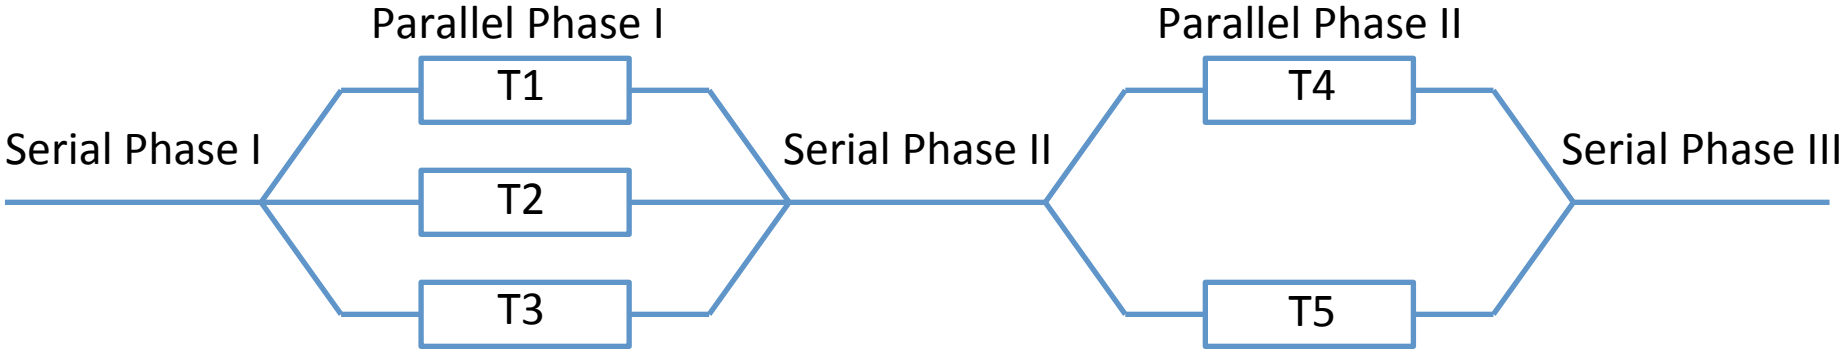 Parallel Phase I
Parallel Phase II
T1
T4
Serial Phase I
Serial Phase II
Serial Phase III
T2
T3
T5